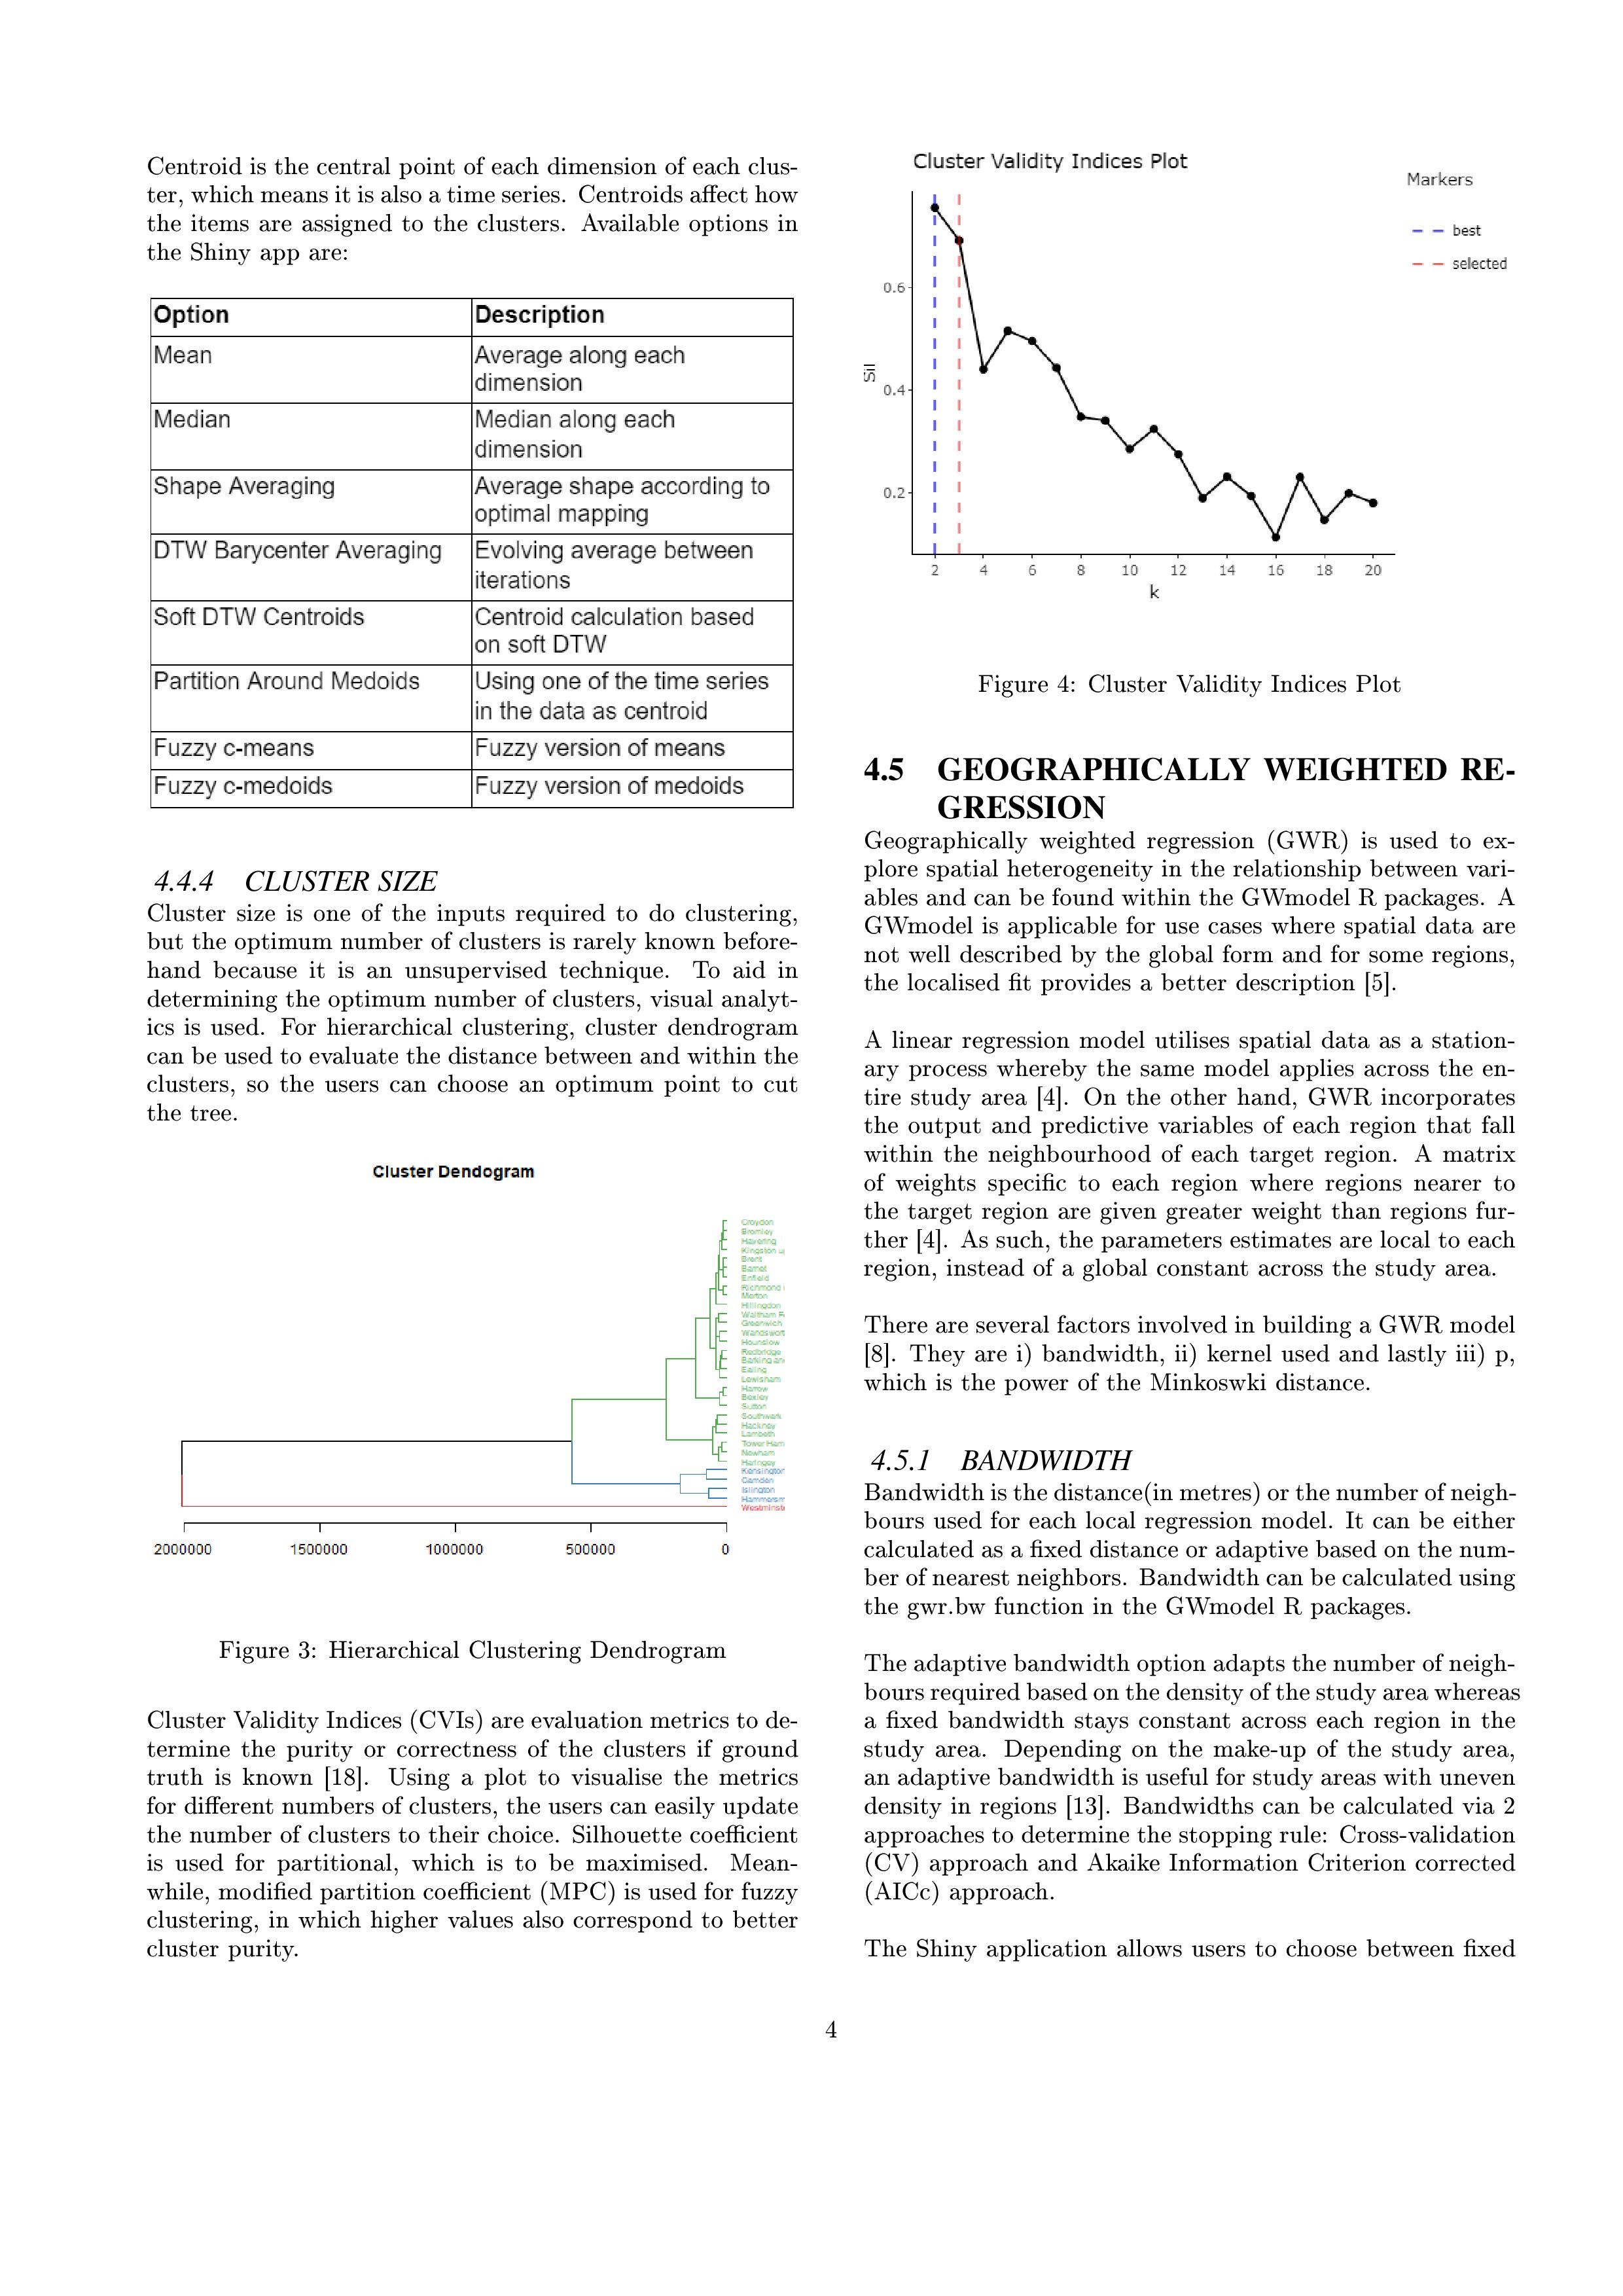 Centroid is the central point of each dimension of each clus-
ter, which means it is also a time series. Centroids affect how
the items are assigned to the clusters. Available options in
the Shiny app are:
Option Description
Mean Average along each
dimension
Median Median along each
dimension
Shape Averaging Average shape according to
optimal mapping
DTW Barycenter Averaging Evolving average between
iterations
Soft DTW Centroids Centroid calculation based
on soft DTW
Partition Around Medoids Using one of the time series
in the data as centroid
Fuzzy c-means Fuzzy version of means
Fuzzy c-medoids Fuzzy version of medoids
4.4.4 CLUSTER SIZE
Cluster size is one of the inputs required to do clustering,
but the optimum number of clusters is rarely known before-
hand because it is an unsupervised technique. To aid in
determining the optimum number of clusters, visual analyt-
ics is used. For hierarchical clustering, cluster dendrogram
can be used to evaluate the distance between and within the
clusters, so the users can choose an optimum point to cut
the tree.
Cluster Dendogram
Croydon
Bromley
Havering
Kingston u
Brent
Barnet
Enfield
Richmond
Merton
Hillingdon
Waltham F
Greenwich
Wandswort
Hounslow
Redbridge
Barking an
Ealing
Lewisham
Harrow
Bexley
Sutton
Southwark
Hackney
Lambeth
Tower Ham
Newham
Haringey
Kensington
Camden
Islington
Hammersm
Westminst
2000000 1500000 1000000 500000 0
Figure 3: Hierarchical Clustering Dendrogram
Cluster Validity Indices (CVIs) are evaluation metrics to de-
termine the purity or correctness of the clusters if ground
truth is known [18]. Using a plot to visualise the metrics
for different numbers of clusters, the users can easily update
the number of clusters to their choice. Silhouette coefficient
is used for partitional, which is to be maximised. Mean-
while, modified partition coefficient (MPC) is used for fuzzy
clustering, in which higher values also correspond to better
cluster purity.
Cluster Validity Indices Plot
Markers
best
selected
Sil
0.6
0.4
0.2
2 4 6 8 10 12 14 16 18 20
k
Figure 4: Cluster Validity Indices Plot
4.5 GEOGRAPHICALLY WEIGHTED RE-
GRESSION
Geographically weighted regression (GWR) is used to ex-
plore spatial heterogeneity in the relationship between vari-
ables and can be found within the GWmodel R packages. A
GWmodel is applicable for use cases where spatial data are
not well described by the global form and for some regions,
the localised fit provides a better description [5].
A linear regression model utilises spatial data as a station-
ary process whereby the same model applies across the en-
tire study area [4]. On the other hand, GWR incorporates
the output and predictive variables of each region that fall
within the neighbourhood of each target region. A matrix
of weights specific to each region where regions nearer to
the target region are given greater weight than regions fur-
ther [4]. As such, the parameters estimates are local to each
region, instead of a global constant across the study area.
There are several factors involved in building a GWR model
[8]. They are i) bandwidth, ii) kernel used and lastly iii) p,
which is the power of the Minkoswki distance.
4.5.1 BANDWIDTH
Bandwidth is the distance(in metres) or the number of neigh-
bours used for each local regression model. It can be either
calculated as a fixed distance or adaptive based on the num-
ber of nearest neighbors. Bandwidth can be calculated using
the gwr.bw function in the GWmodel R packages.
The adaptive bandwidth option adapts the number of neigh-
bours required based on the density of the study area whereas
a fixed bandwidth stays constant across each region in the
study area. Depending on the make-up of the study area,
an adaptive bandwidth is useful for study areas with uneven
density in regions [13]. Bandwidths can be calculated via 2
approaches to determine the stopping rule: Cross-validation
(CV) approach and Akaike Information Criterion corrected
(AICc) approach.
The Shiny application allows users to choose between fixed
4